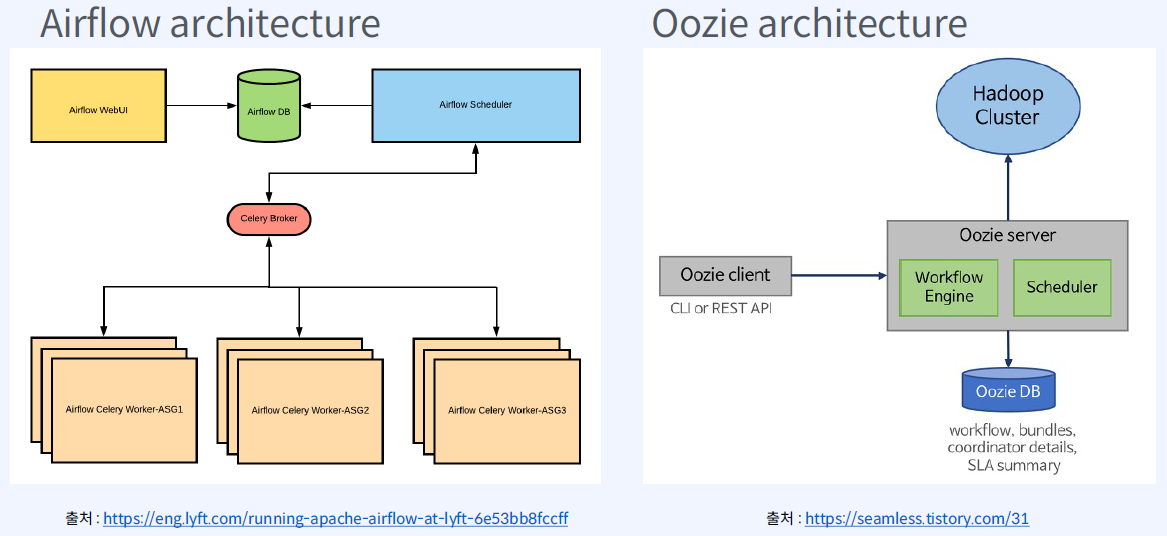 Airflow architecture
Airflow WebUI
Airflow DB
Airflow Scheduler
Celery Broker
Airflow Celery Worker-ASG1
Airflow Celery Worker-ASG2
Airflow Celery Worker-ASG3
출처 : https://eng.lyft.com/running-apache-airflow-at-lyft-6e53bb8fccff
Oozie architecture
Hadoop
Cluster
Oozie server
Workflow
Engine
Scheduler
Oozie client
CLI or REST API
Oozie DB
workflow, bundles,
coordinator details,
SLA summary
출처 : https://seamless.tistory.com/31